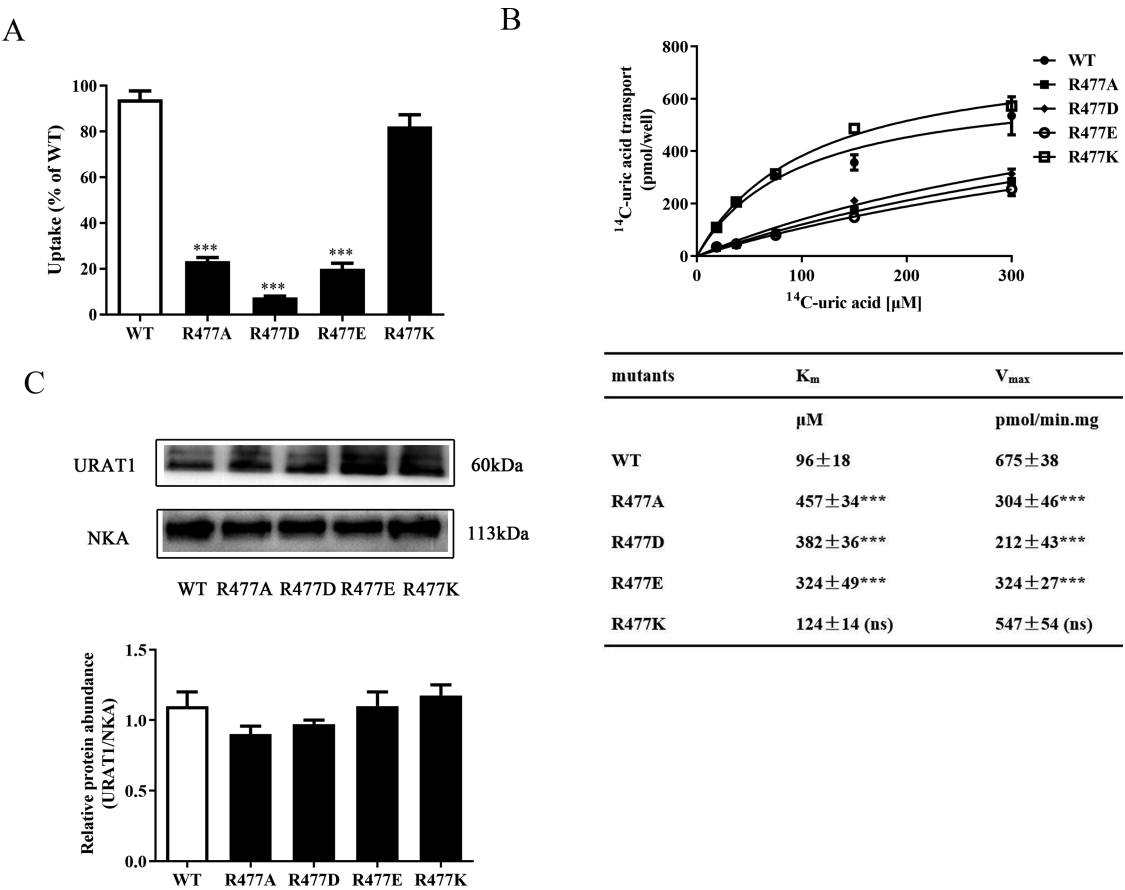 A
Uptake (% of WT)
100
80
60
40
20
0
***
***
***
WT R477A R477D R477E R477K
B
¹⁴C-uric acid transport
(pmol/well)
800
600
400
200
0
0 100 200 300
¹⁴C-uric acid [μM]
WT
R477A
R477D
R477E
R477K
mutants Kₘ Vₘₐₓ
μM pmol/min.mg
WT 96±18 675±38
R477A 457±34*** 304±46***
R477D 382±36*** 212±43***
R477E 324±49*** 324±27***
R477K 124±14 (ns) 547±54 (ns)
C
URAT1 60kDa
NKA 113kDa
WT R477A R477D R477E R477K
Relative protein abundance
(URAT1/NKA)
1.5
1.0
0.5
0.0
WT R477A R477D R477E R477K